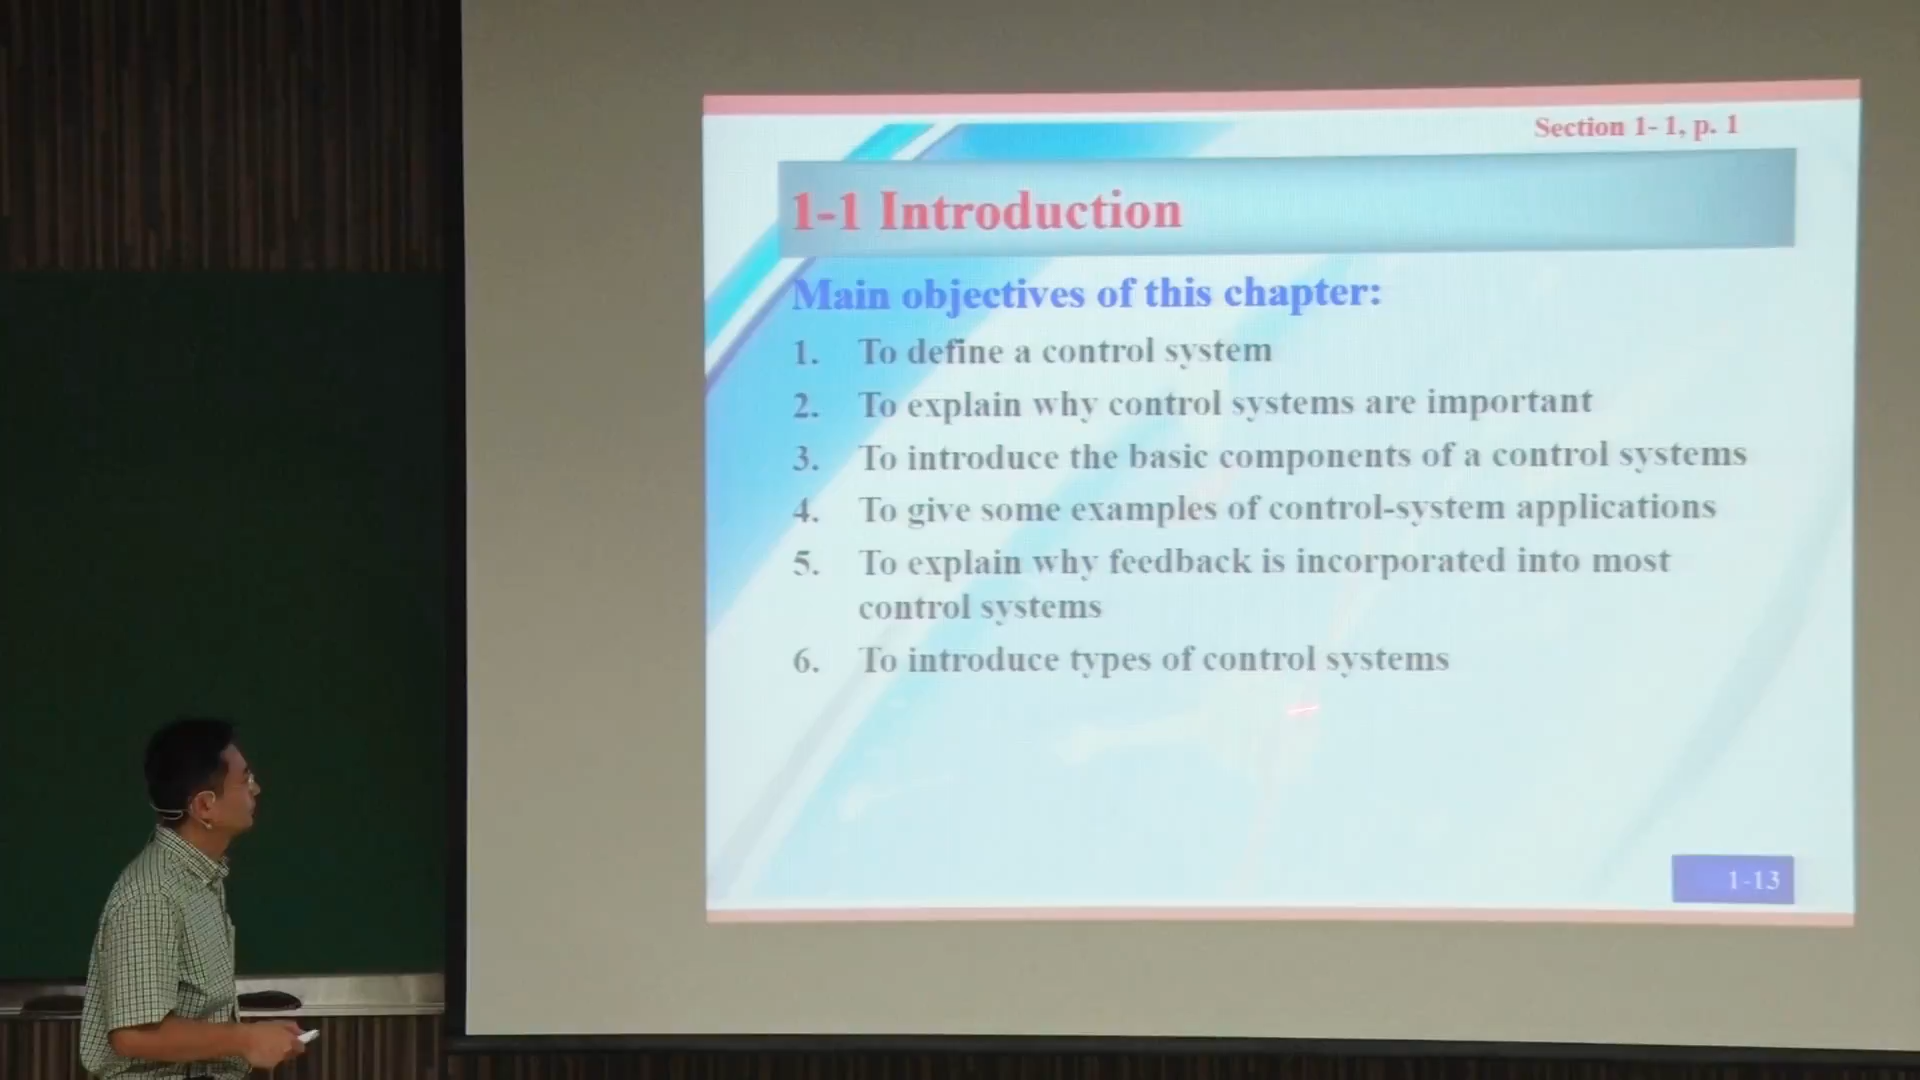 Section 1- 1, p. 1
1-1 Introduction
Main objectives of this chapter:
1. To define a control system
2. To explain why control systems are important
3. To introduce the basic components of a control systems
4. To give some examples of control-system applications
5. To explain why feedback is incorporated into most
control systems
6. To introduce types of control systems
1-13